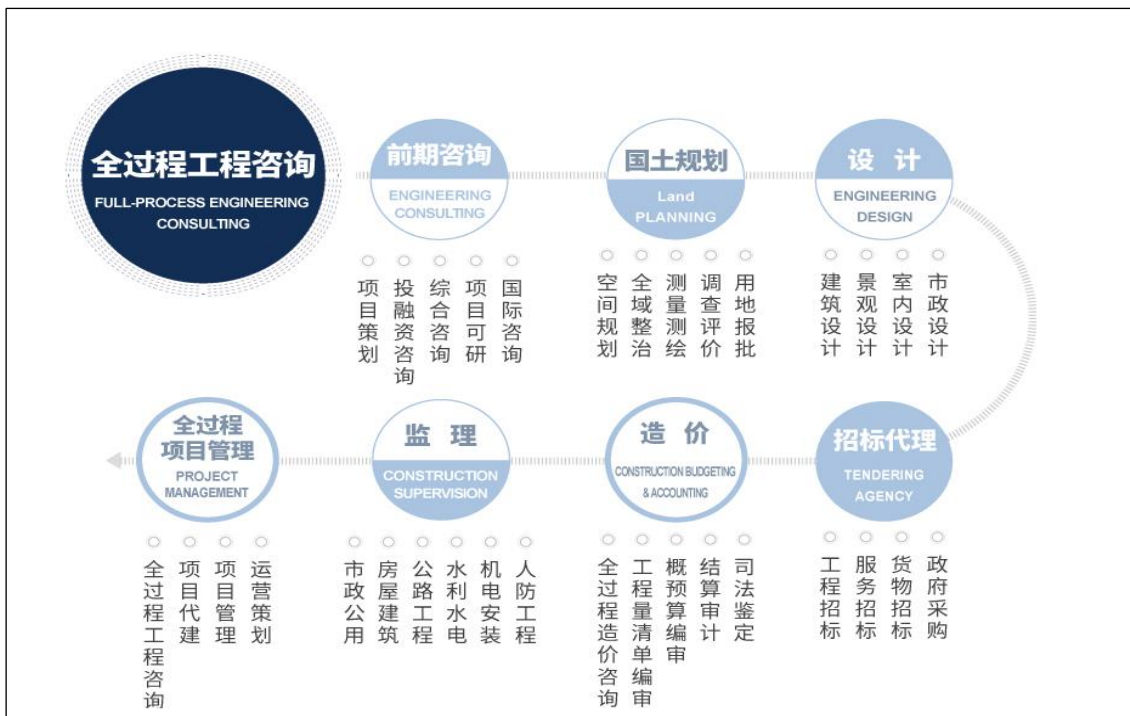 全过程工程咨询
FULL-PROCESS ENGINEERING
CONSULTING
前期咨询
ENGINEERING
CONSULTING
项目策划
投融资咨询
综合咨询
项目可研
国际咨询
国土规划
Land
PLANNING
空间规划
全域整治
测量测绘
调查评价
用地报批
设 计
ENGINEERING
DESIGN
建筑设计
景观设计
室内设计
市政设计
招标代理
TENDERING
AGENCY
工程招标
服务招标
货物招标
政府采购
造 价
CONSTRUCTION BUDGETING
& ACCOUNTING
全过程造价咨询
工程量清单编审
概预算编审
结算审计
司法鉴定
监 理
CONSTRUCTION
SUPERVISION
市政公用
房屋建筑
公路工程
水利水电
机电安装
人防工程
全过程
项目管理
PROJECT
MANAGEMENT
全过程工程咨询
项目代建
项目管理
运营策划